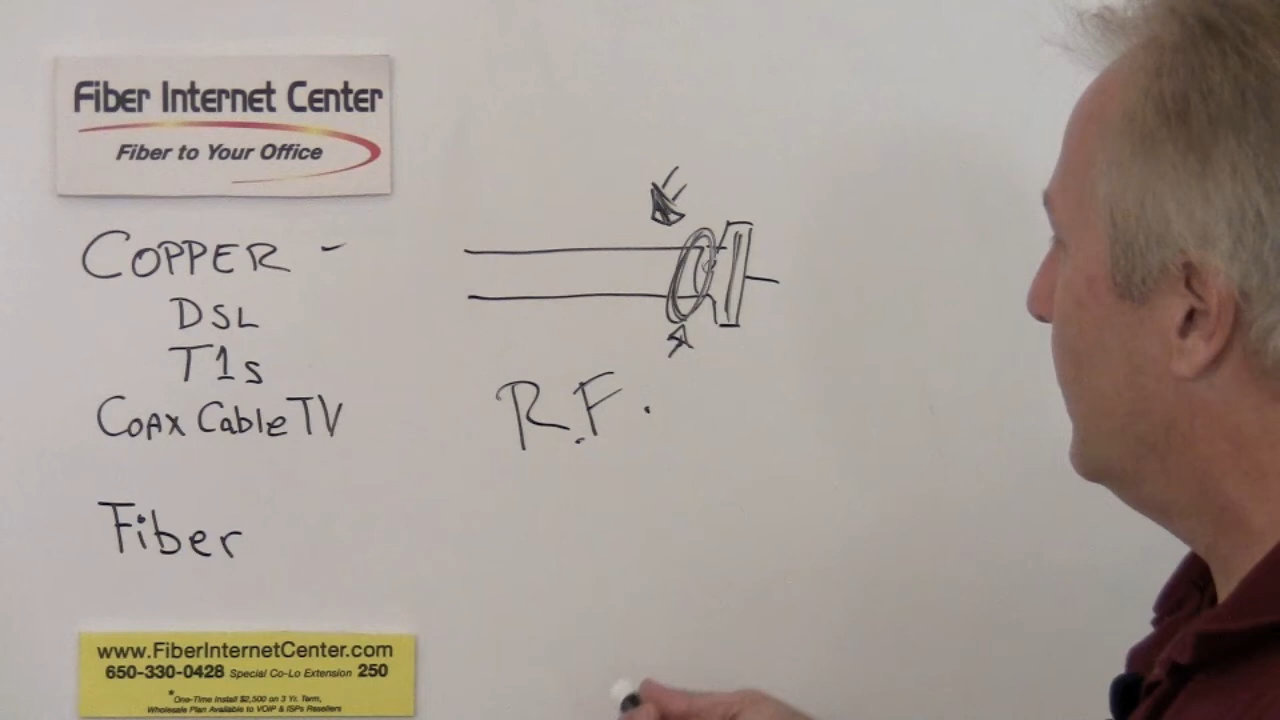 Fiber Internet Center
Fiber to Your Office
COPPER -
DSL
T1s
COAX Cable TV
R.F.
Fiber
www.FiberInternetCenter.com
650-330-0428 Special Co-Lo Extension 250
*One-Time Install $2,500 on 3 Yr. Term,
Wholesale Plan Available to VOIP & ISPs Resellers